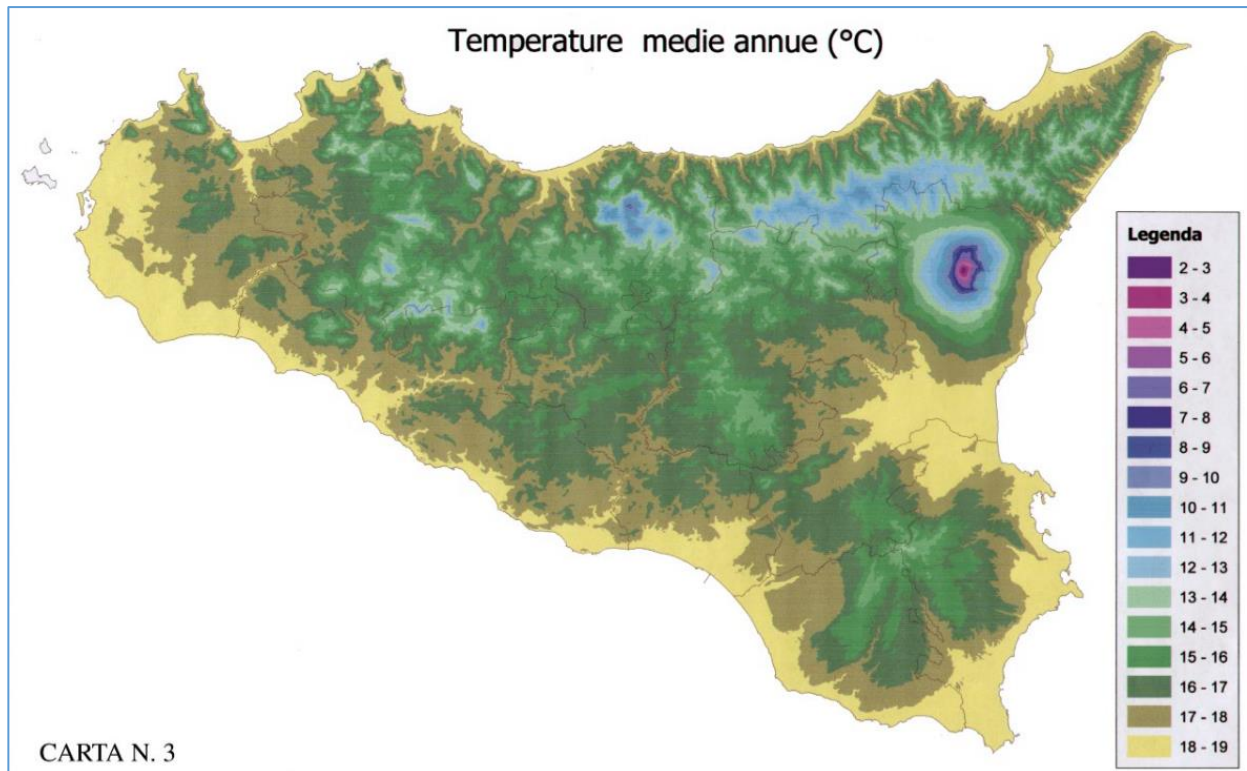 Temperature medie annue (°C)
Legenda
2 - 3
3 - 4
4 - 5
5 - 6
6 - 7
7 - 8
8 - 9
9 - 10
10 - 11
11 - 12
12 - 13
13 - 14
14 - 15
15 - 16
16 - 17
17 - 18
18 - 19
CARTA N. 3